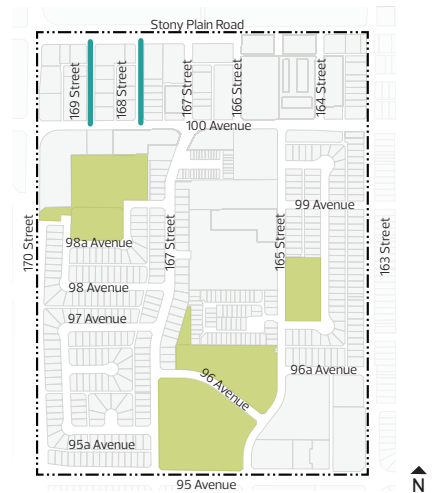 Stony Plain Road
169 Street
168 Street
167 Street
166 Street
164 Street
100 Avenue
99 Avenue
170 Street
98a Avenue
167 Street
165 Street
163 Street
98 Avenue
97 Avenue
96 Avenue
96a Avenue
95a Avenue
95 Avenue
N